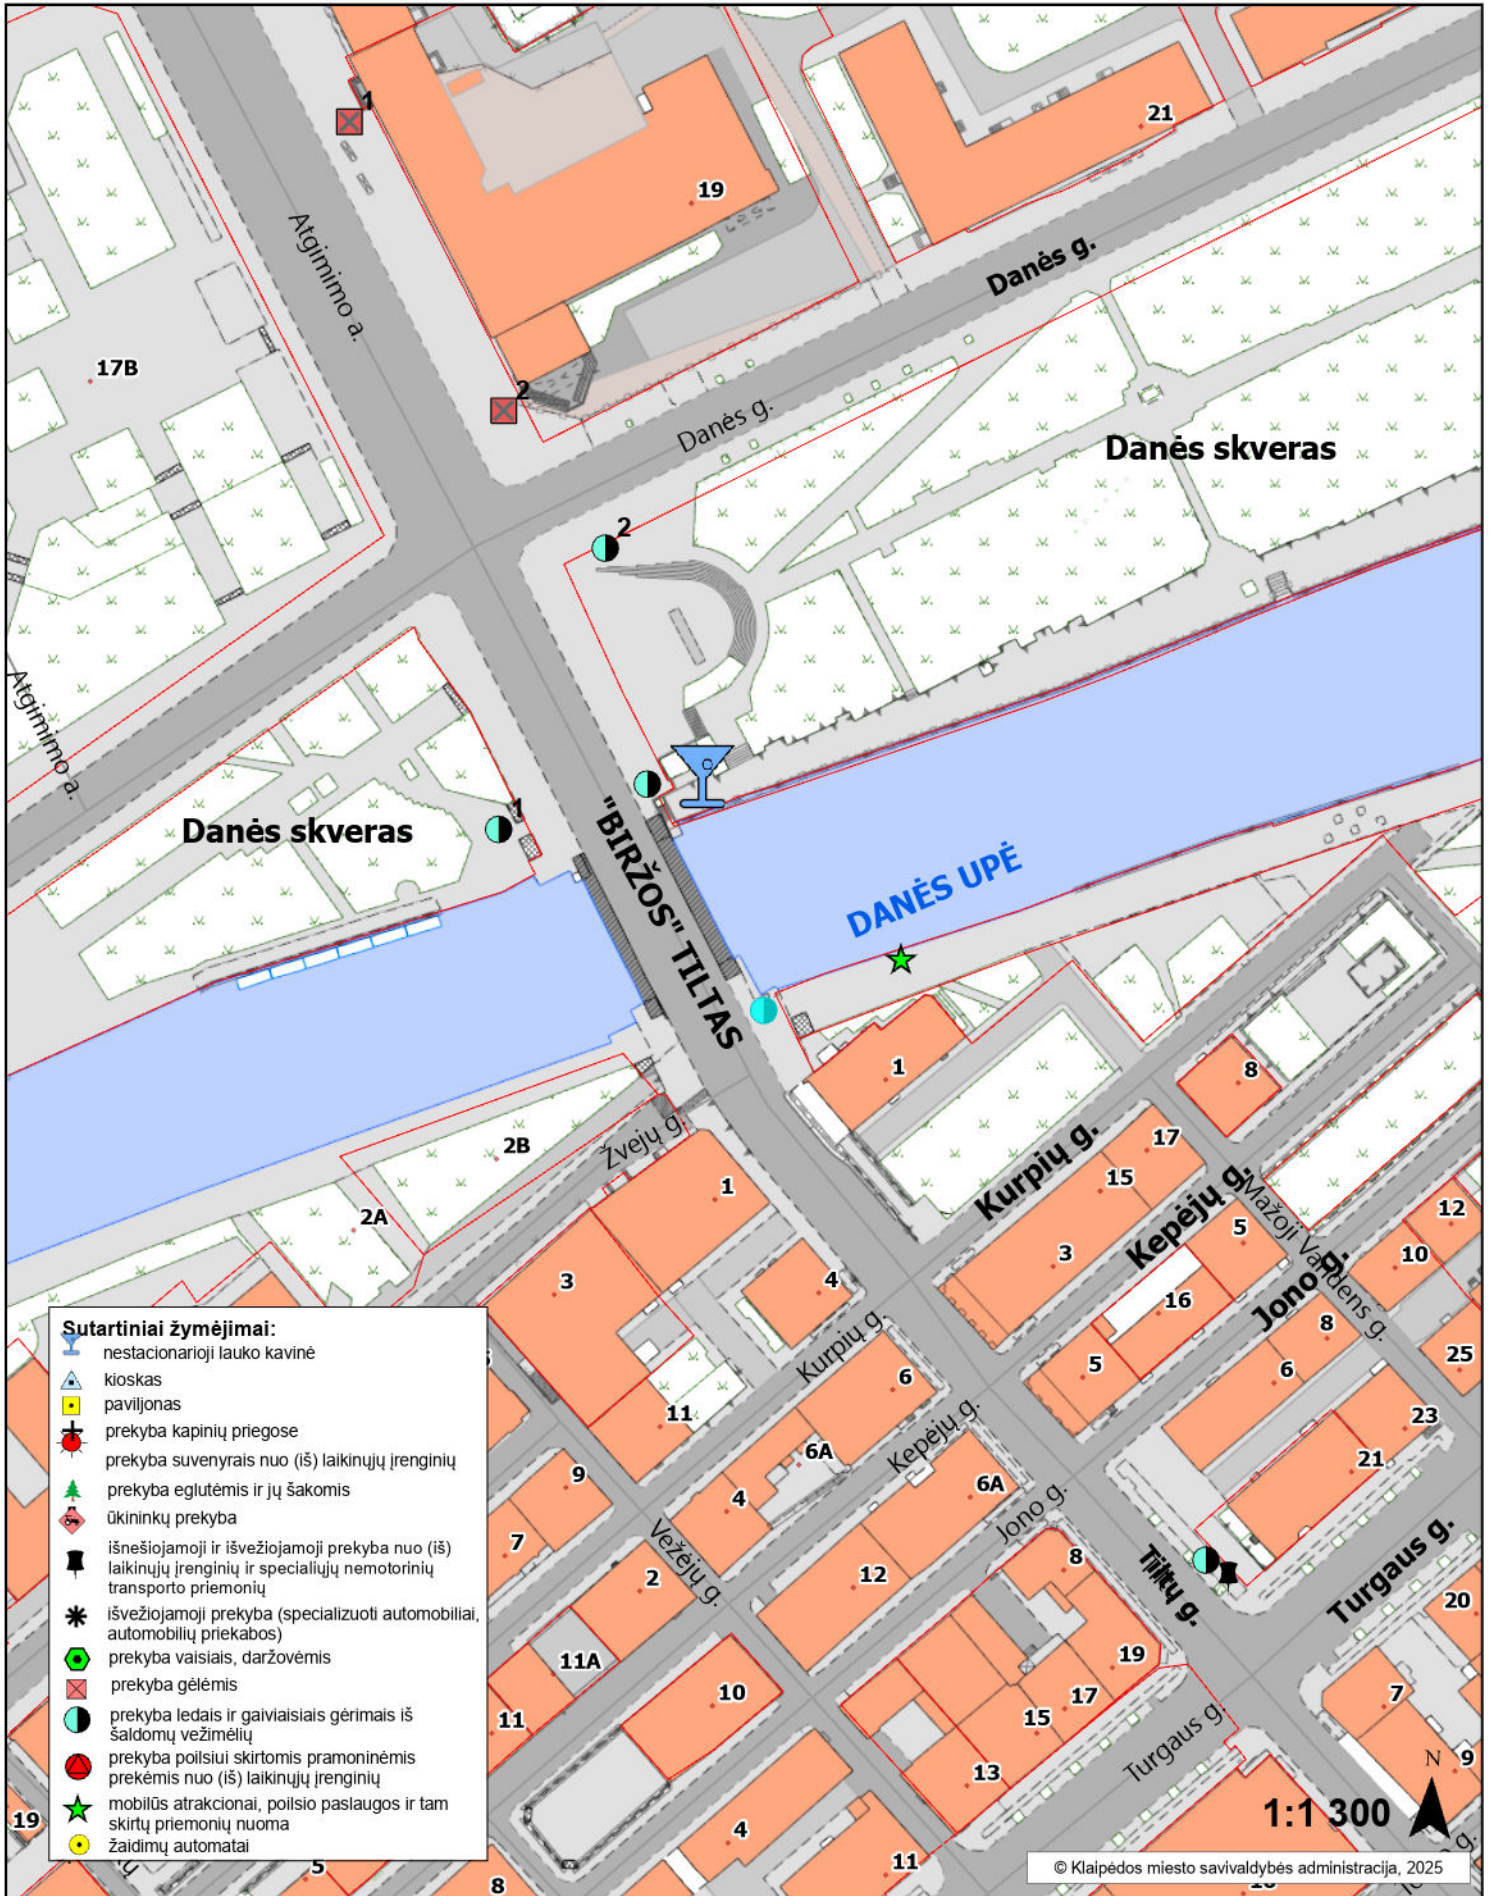 1
21
19
Atgimimo a.
Danės g.
17B
2
Danės g.
Danės skveras
2
Atgimimo a.
1
Danės skveras
"BIRŽOS" TILTAS
DANĖS UPĖ
1
8
Žvejų g.
2B
2A
1
Kurpių g.
17
15
3
Kepėjų g.
Mažoji Vandens g.
5
12
10
3
4
16
Jono g.
8
Kurpių g.
5
6
25
6
11
23
Kepėjų g.
21
6A
6A
9
4
Jono g.
7
Vežėjų g.
2
12
8
Tiltų g.
Turgaus g.
20
11A
19
10
17
7
11
15
Turgaus g.
13
9
N
1:1 300
4
11
19
5
8
Sutartiniai žymėjimai:
nestacionarioji lauko kavinė
kioskas
paviljonas
prekyba kapinių priegose
prekyba suvenyrais nuo (iš) laikinųjų įrenginių
prekyba eglutėmis ir jų šakomis
ūkininkų prekyba
išnešiojamoji ir išvežiojamoji prekyba nuo (iš)
laikinųjų įrenginių ir specialiųjų nemotorinių
transporto priemonių
išvežiojamoji prekyba (specializuoti automobiliai,
automobilių priekabos)
prekyba vaisiais, daržovėmis
prekyba gėlėmis
prekyba ledais ir gaiviaisiais gėrimais iš
šaldomų vežimėlių
prekyba poilsiui skirtomis pramoninėmis
prekėmis nuo (iš) laikinųjų įrenginių
mobilūs atrakcionai, poilsio paslaugos ir tam
skirtų priemonių nuoma
žaidimų automatai
© Klaipėdos miesto savivaldybės administracija, 2025